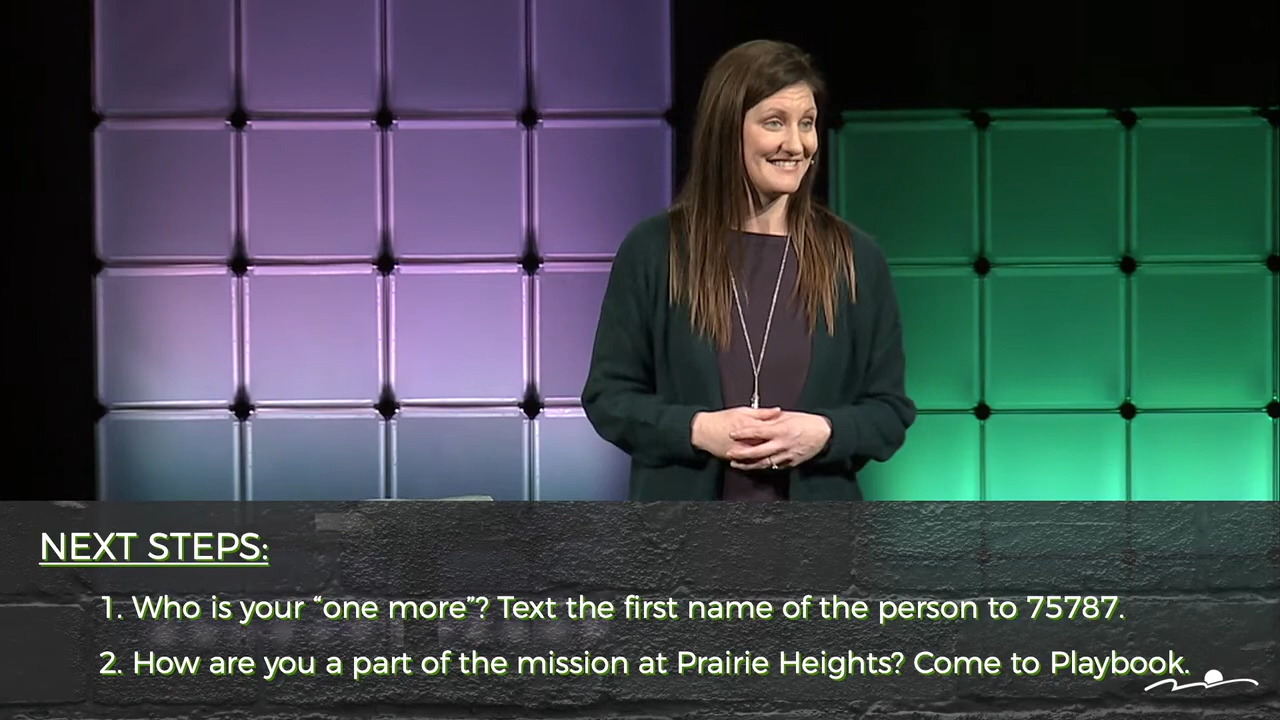 NEXT STEPS:
1. Who is your “one more”? Text the first name of the person to 75787.
2. How are you a part of the mission at Prairie Heights? Come to Playbook.